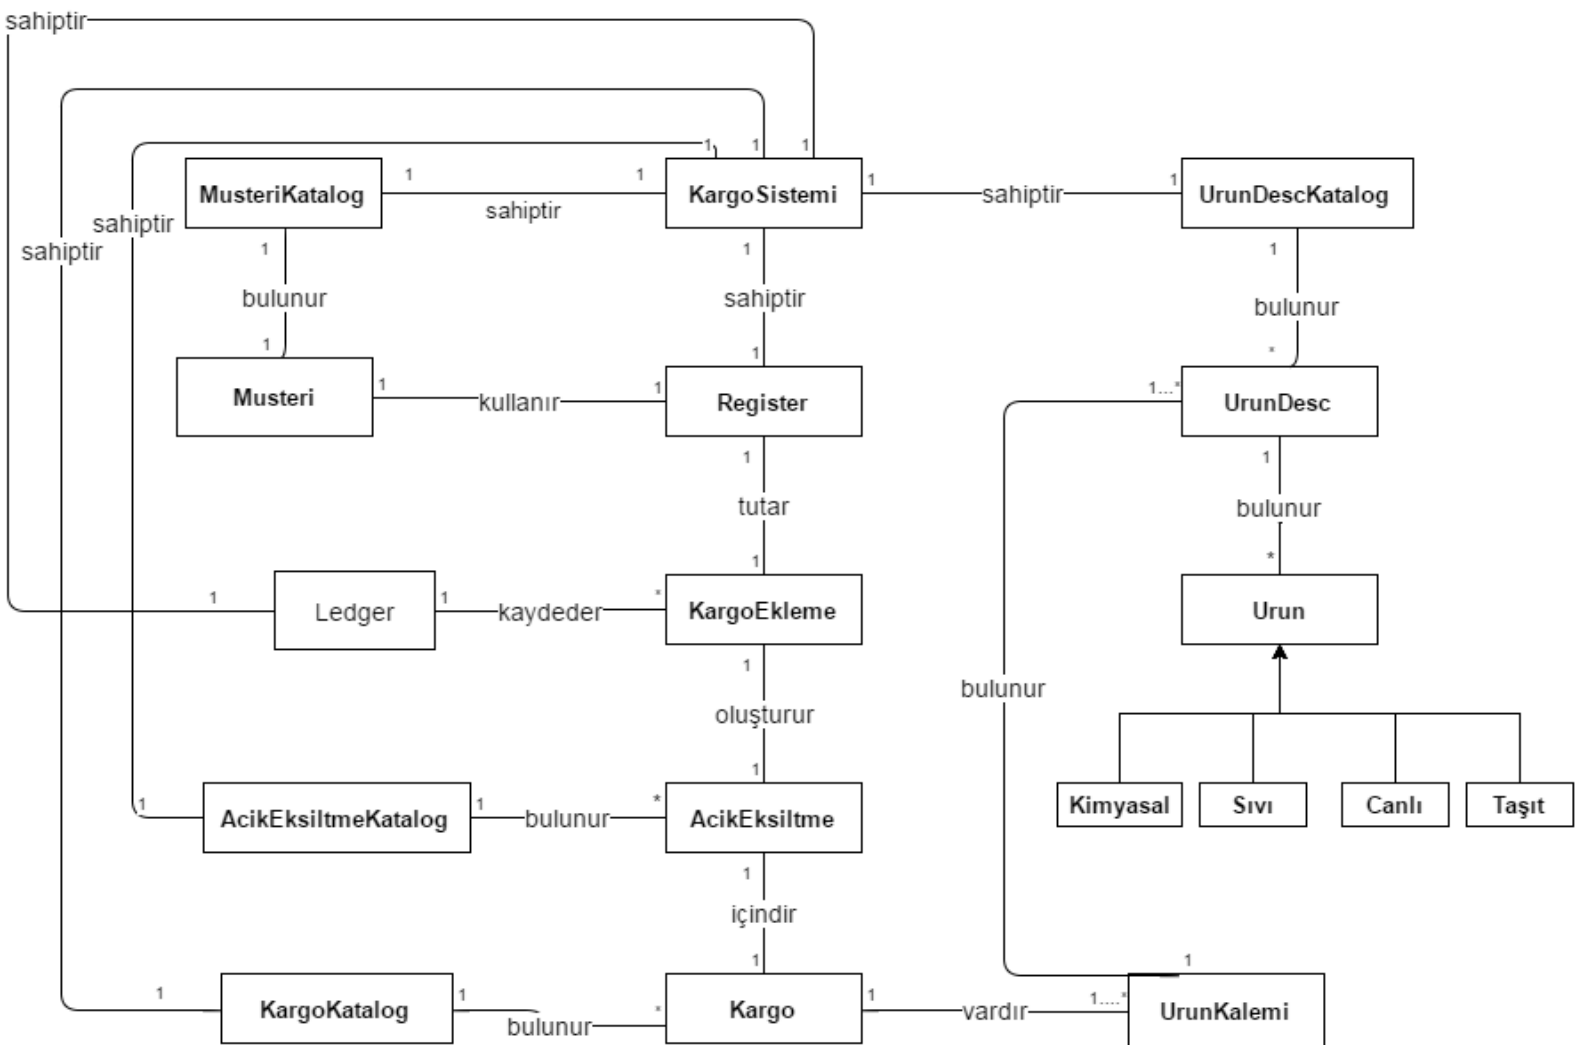 sahiptir
1
1
1
MusteriKatalog
1
sahiptir
1
KargoSistemi
1
sahiptir
1
UrunDescKatalog
sahiptir
sahiptir
1
bulunur
1
1
sahiptir
1
1
bulunur
*
Musteri
1
kullanır
1
Register
1...*
UrunDesc
1
tutar
1
1
bulunur
*
1
Ledger
1
kaydeder
*
KargoEkleme
Urun
1
oluşturur
1
bulunur
Kimyasal
Sıvı
Canlı
Taşıt
1
AcikEksiltmeKatalog
1
bulunur
*
AcikEksiltme
1
içindir
1
1
1
KargoKatalog
1
bulunur
*
Kargo
1
vardır
1....*
UrunKalemi